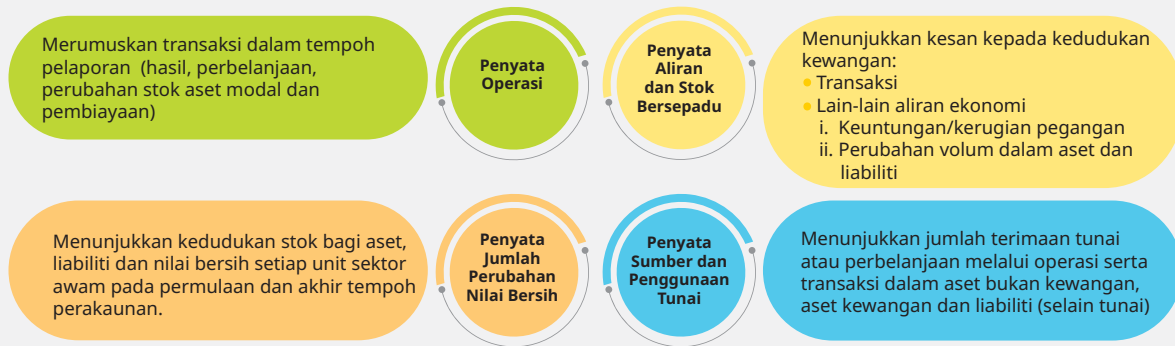 Merumuskan transaksi dalam tempoh
pelaporan (hasil, perbelanjaan,
perubahan stok aset modal dan
pembiayaan)
Penyata
Operasi
Penyata
Aliran
dan Stok
Bersepadu
Menunjukkan kesan kepada kedudukan
kewangan:
• Transaksi
• Lain-lain aliran ekonomi
i. Keuntungan/kerugian pegangan
ii. Perubahan volum dalam aset dan
liabiliti
Menunjukkan kedudukan stok bagi aset,
liabiliti dan nilai bersih setiap unit sektor
awam pada permulaan dan akhir tempoh
perakaunan.
Penyata
Jumlah
Perubahan
Nilai Bersih
Penyata
Sumber dan
Penggunaan
Tunai
Menunjukkan jumlah terimaan tunai
atau perbelanjaan melalui operasi serta
transaksi dalam aset bukan kewangan,
aset kewangan dan liabiliti (selain tunai)